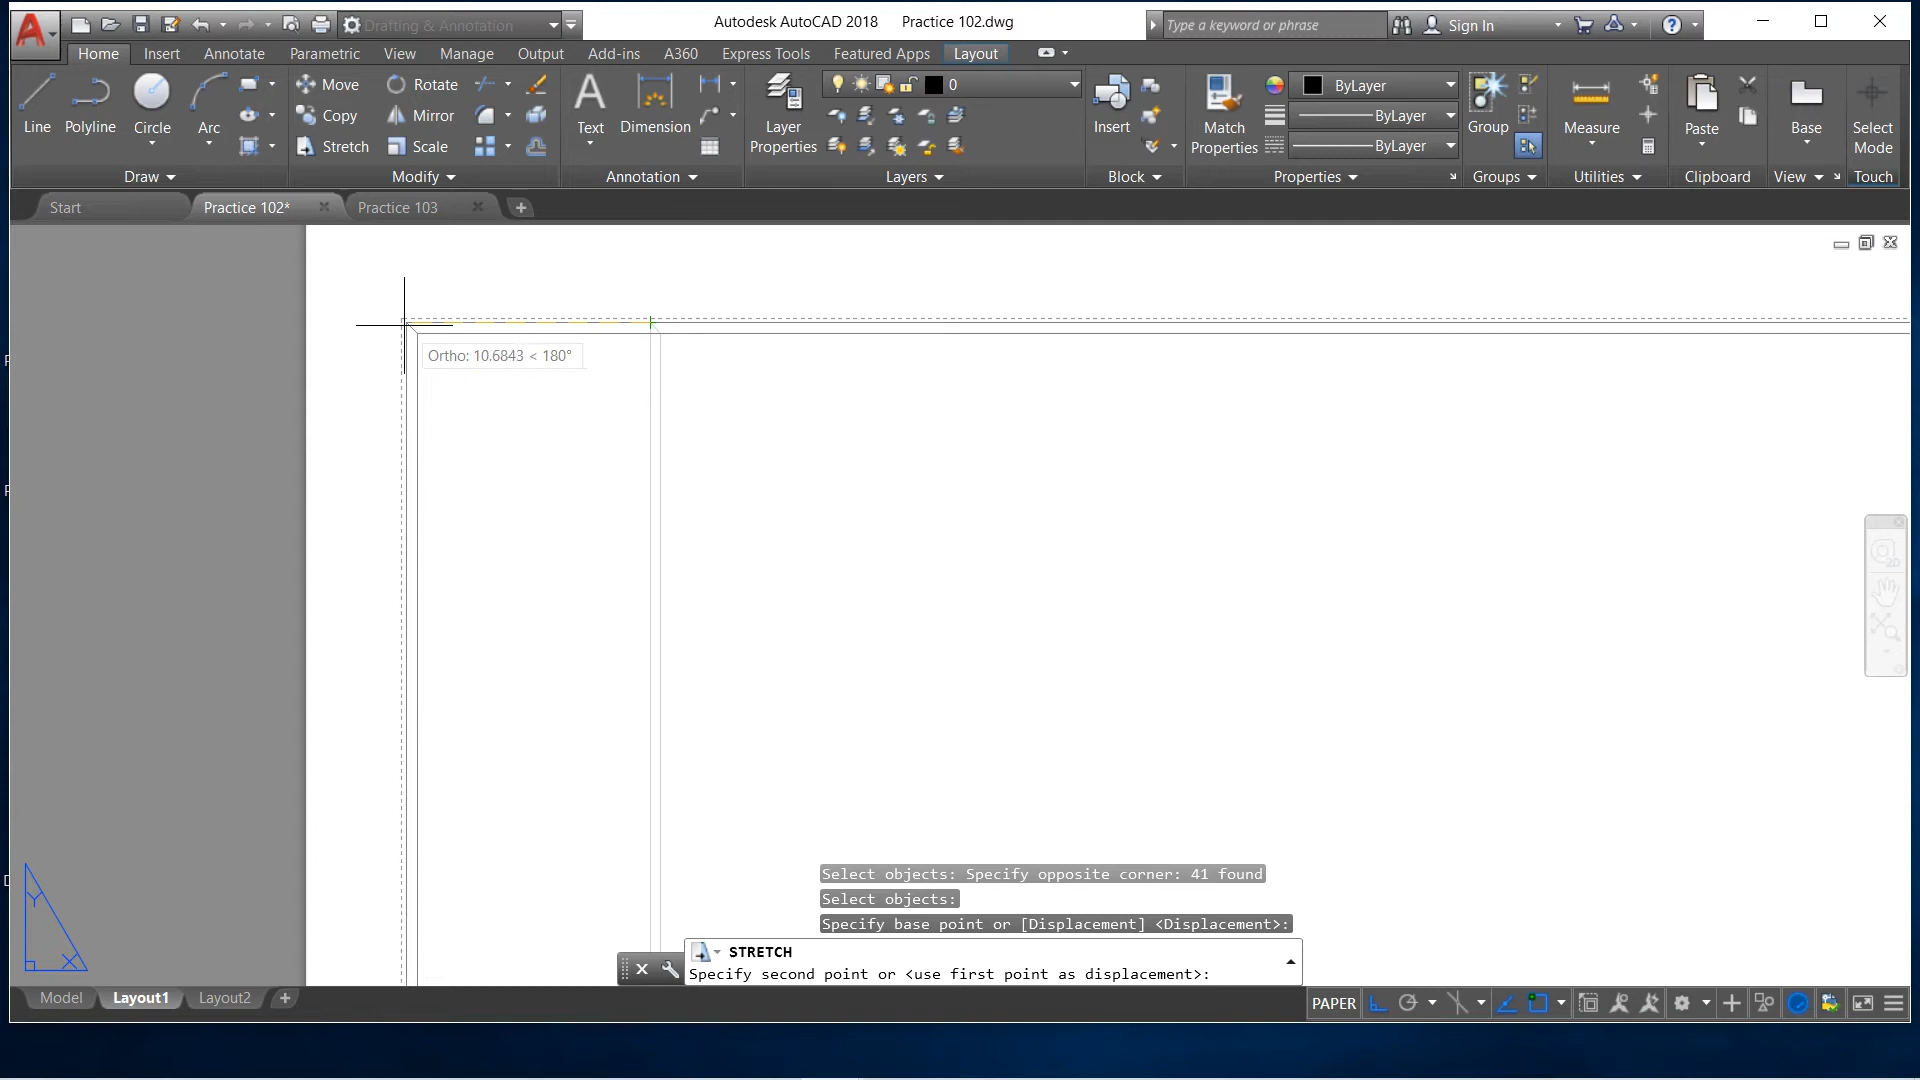 Drafting & Annotation
Autodesk AutoCAD 2018 Practice 102.dwg
Type a keyword or phrase
Sign In
Home Insert Annotate Parametric View Manage Output Add-ins A360 Express Tools Featured Apps Layout
Line Polyline Circle Arc
Move Rotate
Copy Mirror
Stretch Scale
Text Dimension
Layer Properties
0
Insert
Match Properties
ByLayer
ByLayer
ByLayer
Group
Measure
Paste
Base
Select Mode
Draw Modify Annotation Layers Block Properties Groups Utilities Clipboard View Touch
Start Practice 102* Practice 103
Ortho: 10.6843 < 180°
Y
X
2D
Select objects: Specify opposite corner: 41 found
Select objects:
Specify base point or [Displacement] <Displacement>:
STRETCH
Specify second point or <use first point as displacement>:
Model Layout1 Layout2
PAPER